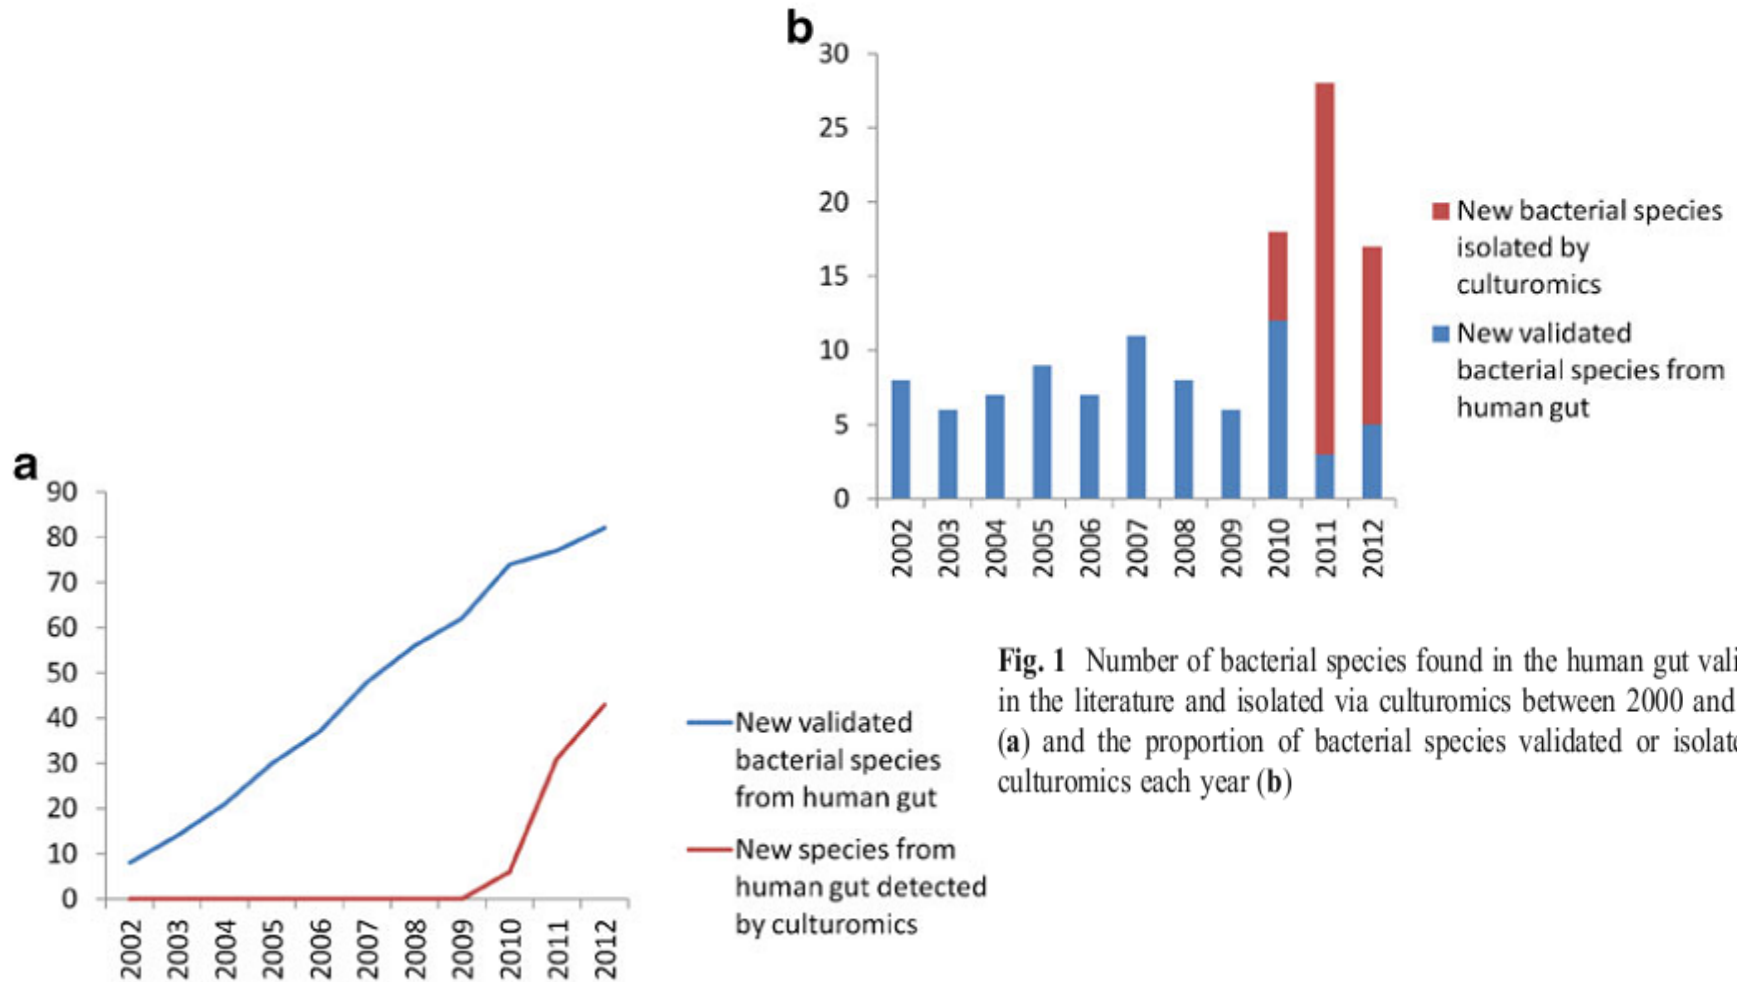 b
30
25
20
15
10
5
0
2002
2003
2004
2005
2006
2007
2008
2009
2010
2011
2012
New bacterial species
isolated by
culturomics
New validated
bacterial species from
human gut
a
90
80
70
60
50
40
30
20
10
0
2002
2003
2004
2005
2006
2007
2008
2009
2010
2011
2012
New validated
bacterial species
from human gut
New species from
human gut detected
by culturomics
Fig. 1 Number of bacterial species found in the human gut vali
in the literature and isolated via culturomics between 2000 and
(a) and the proportion of bacterial species validated or isolat
culturomics each year (b)